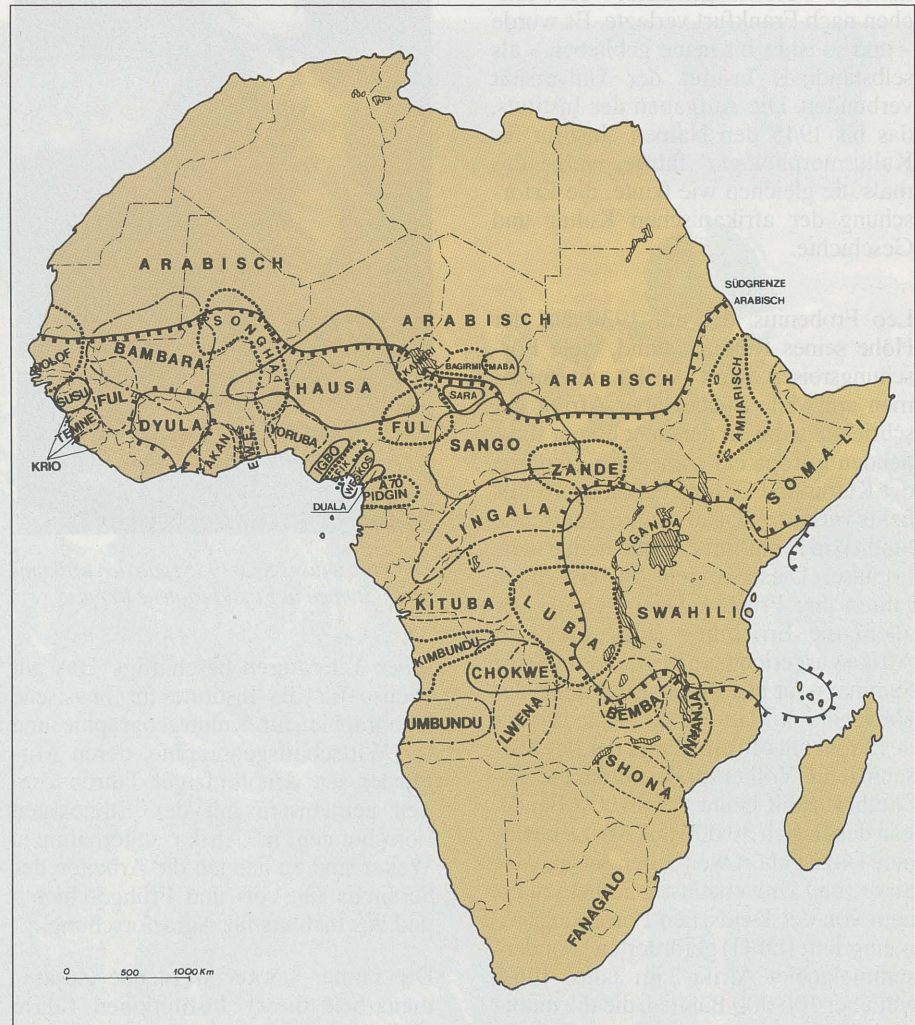 ARABISCH
SÜDGRENZE
ARABISCH
ARABISCH
SONGHAI
WOLOF
BAMBARA
KANURI
BAGIRMI
MABA
ARABISCH
AMHARISCH
SUSU
FUL
HAUSA
SARA
TEMNE
DYULA
FUL
SANGO
SOMALI
KRIO
AKAN
EWE
YORUBA
IGBO
EFIK
WESKOS
ZANDE
DUALA
A70
PIDGIN
LINGALA
GANDA
KITUBA
LUBA
SWAHILI
KIMBUNDU
CHOKWE
BEMBA
NYANJA
UMBUNDU
LWENA
SHONA
FANAGALO
0 500 1000 Km